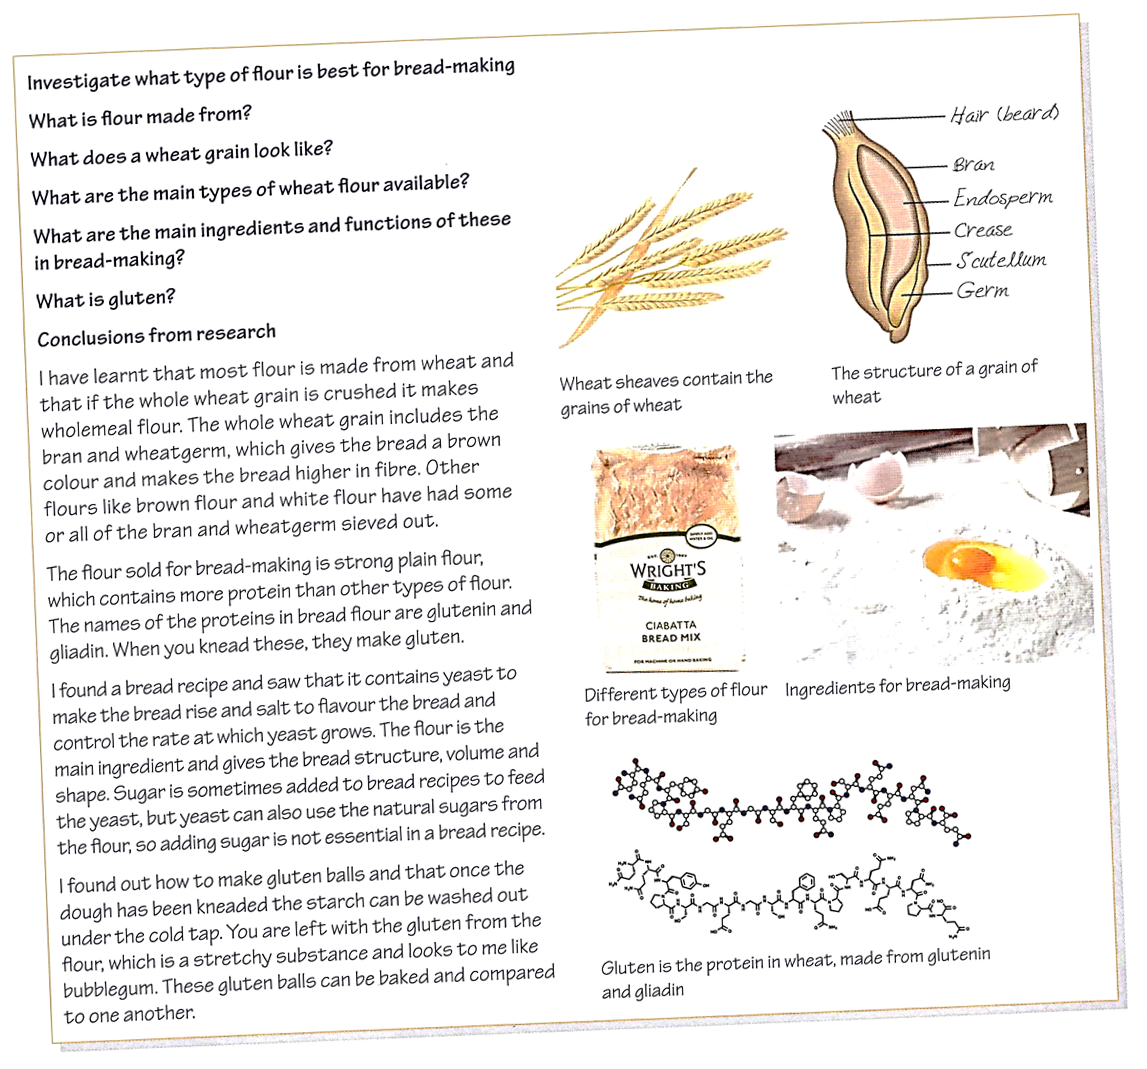 Investigate what type of flour is best for bread-making
What is flour made from?
What does a wheat grain look like?
What are the main types of wheat flour available?
What are the main ingredients and functions of these
in bread-making?
What is gluten?
Conclusions from research
I have learnt that most flour is made from wheat and
that if the whole wheat grain is crushed it makes
wholemeal flour. The whole wheat grain includes the
bran and wheatgerm, which gives the bread a brown
colour and makes the bread higher in fibre. Other
flours like brown flour and white flour have had some
or all of the bran and wheatgerm sieved out.
The flour sold for bread-making is strong plain flour,
which contains more protein than other types of flour.
The names of the proteins in bread flour are glutenin and
gliadin. When you knead these, they make gluten.
I found a bread recipe and saw that it contains yeast to
make the bread rise and salt to flavour the bread and
control the rate at which yeast grows. The flour is the
main ingredient and gives the bread structure, volume and
shape. Sugar is sometimes added to bread recipes to feed
the yeast, but yeast can also use the natural sugars from
the flour, so adding sugar is not essential in a bread recipe.
I found out how to make gluten balls and that once the
dough has been kneaded the starch can be washed out
under the cold tap. You are left with the gluten from the
flour, which is a stretchy substance and looks to me like
bubblegum. These gluten balls can be baked and compared
to one another.
Hair (beard)
Bran
Endosperm
Crease
Scutellum
Germ
Wheat sheaves contain the
grains of wheat
The structure of a grain of
wheat
SIMPLY ADD
WATER & OIL
WRIGHT'S
BAKING
The home of home baking
CIABATTA
BREAD MIX
FOR MACHINE OR HAND BAKING
Different types of flour
for bread-making
Ingredients for bread-making
Gluten is the protein in wheat, made from glutenin
and gliadin